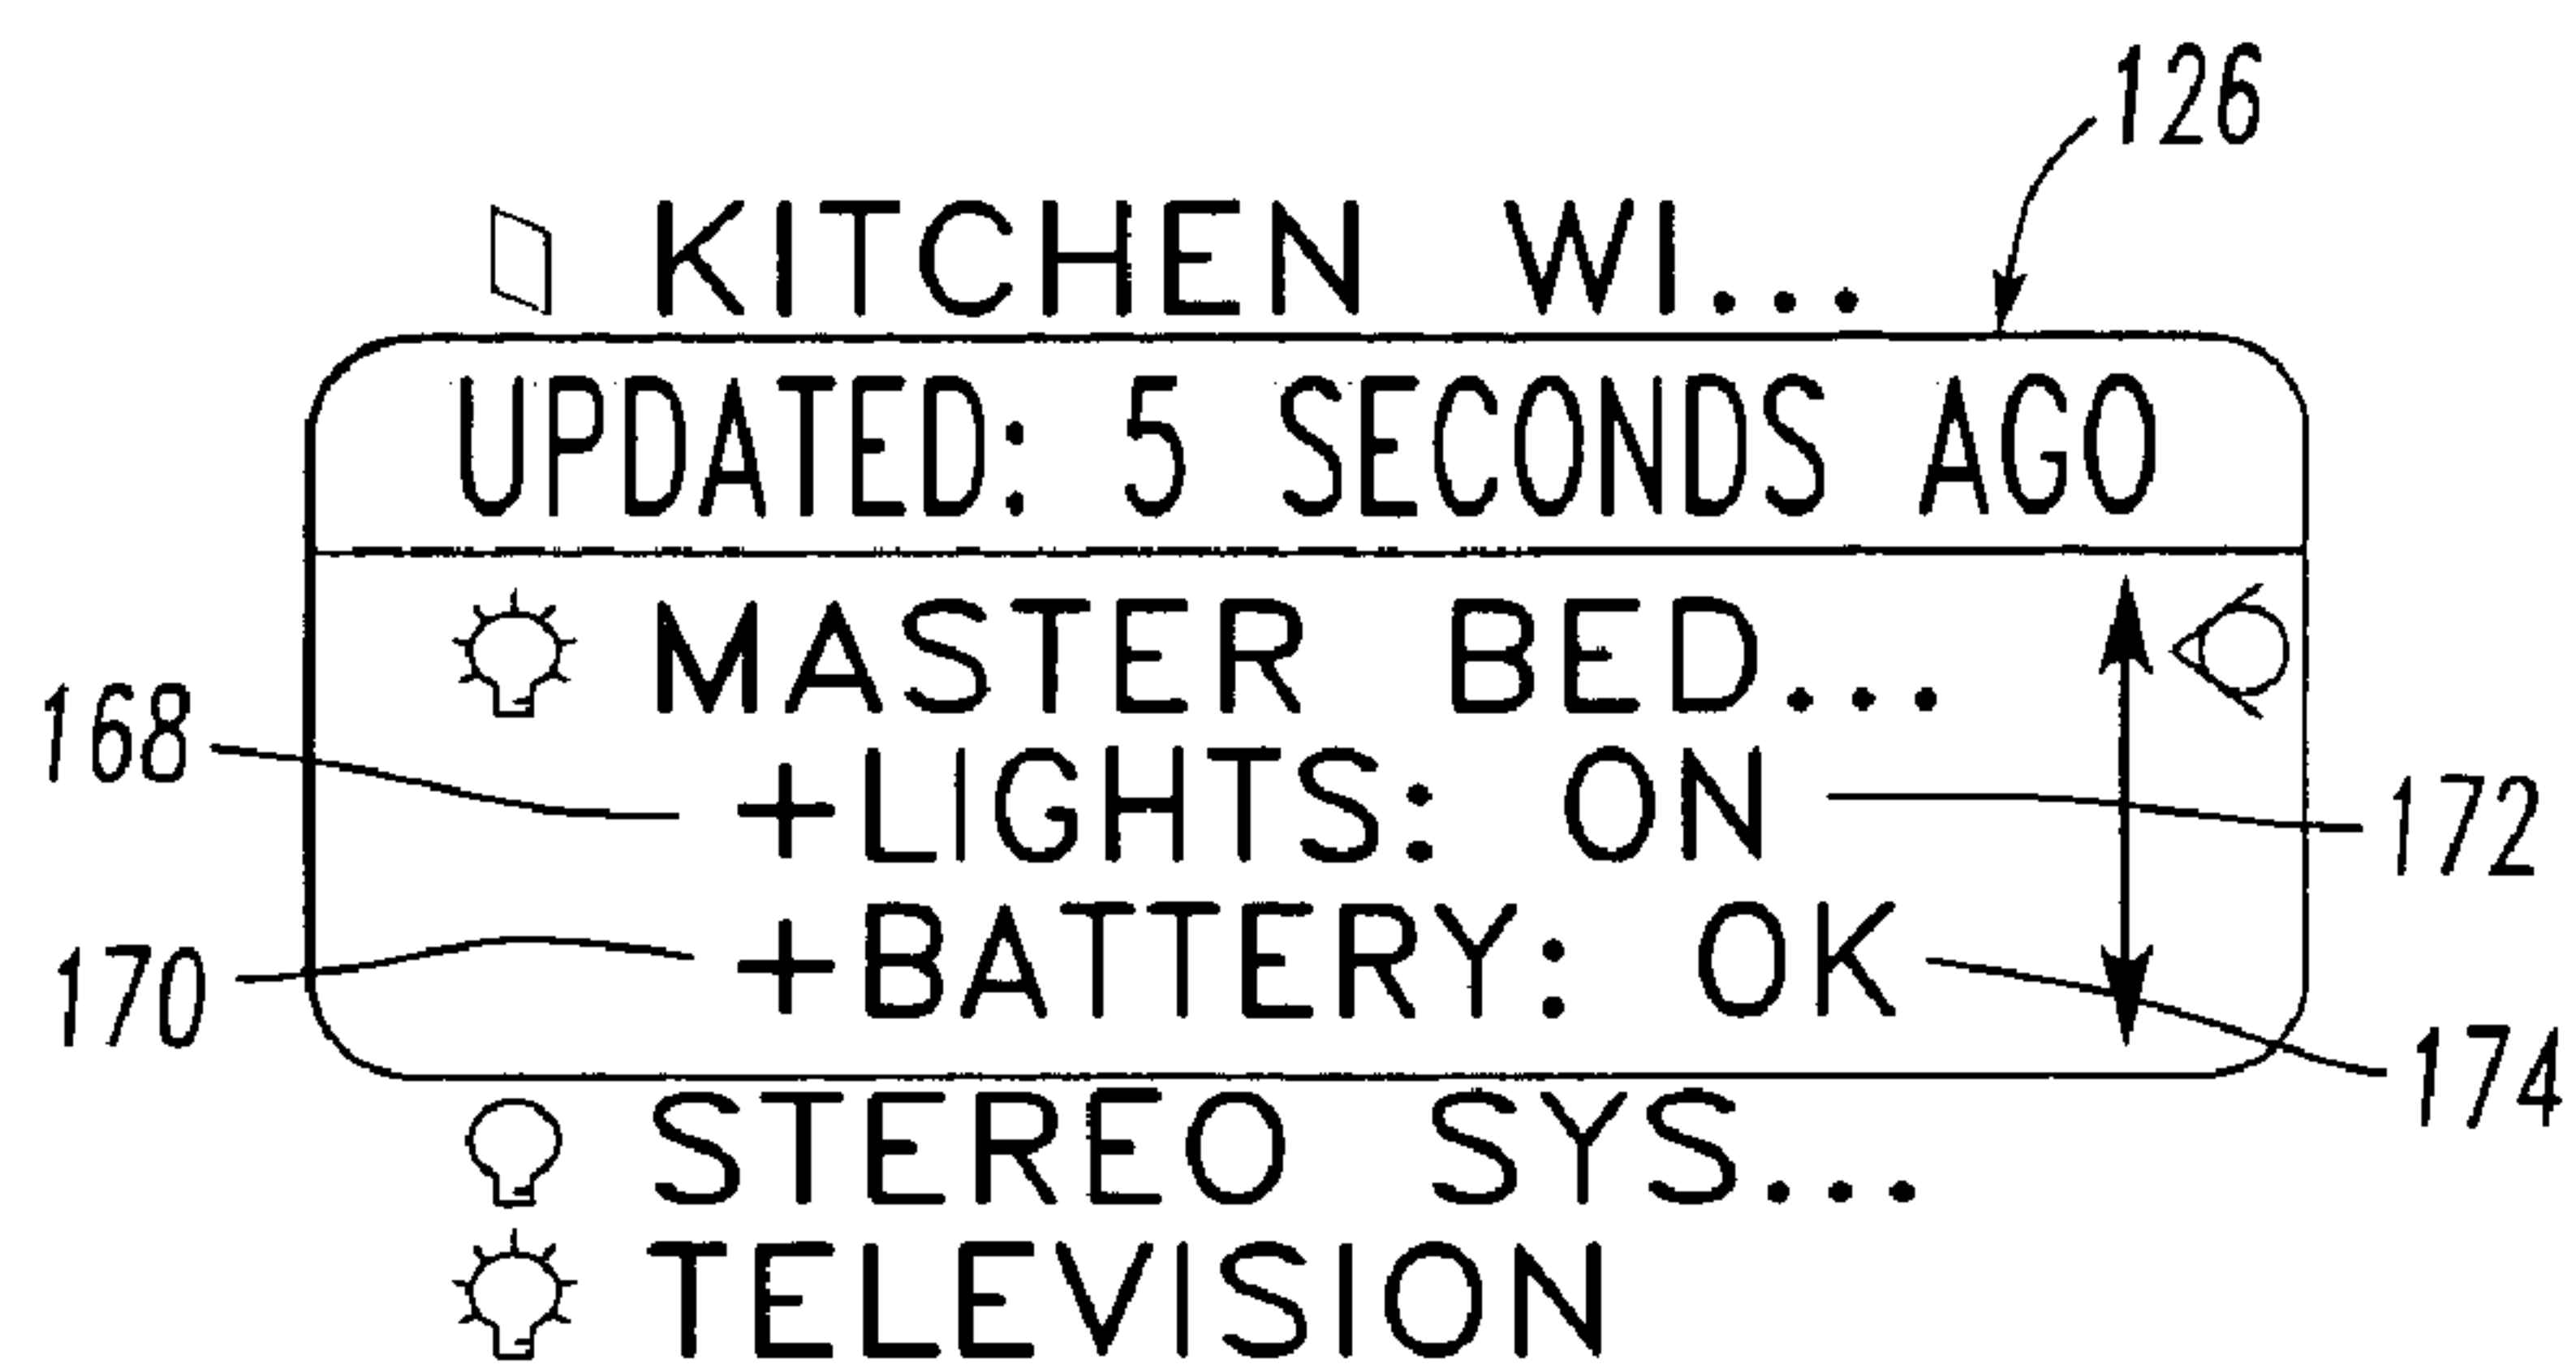 126
KITCHEN WI...
UPDATED: 5 SECONDS AGO
MASTER BED...
168 +LIGHTS: ON 172
170 +BATTERY: OK 174
STEREO SYS...
TELEVISION